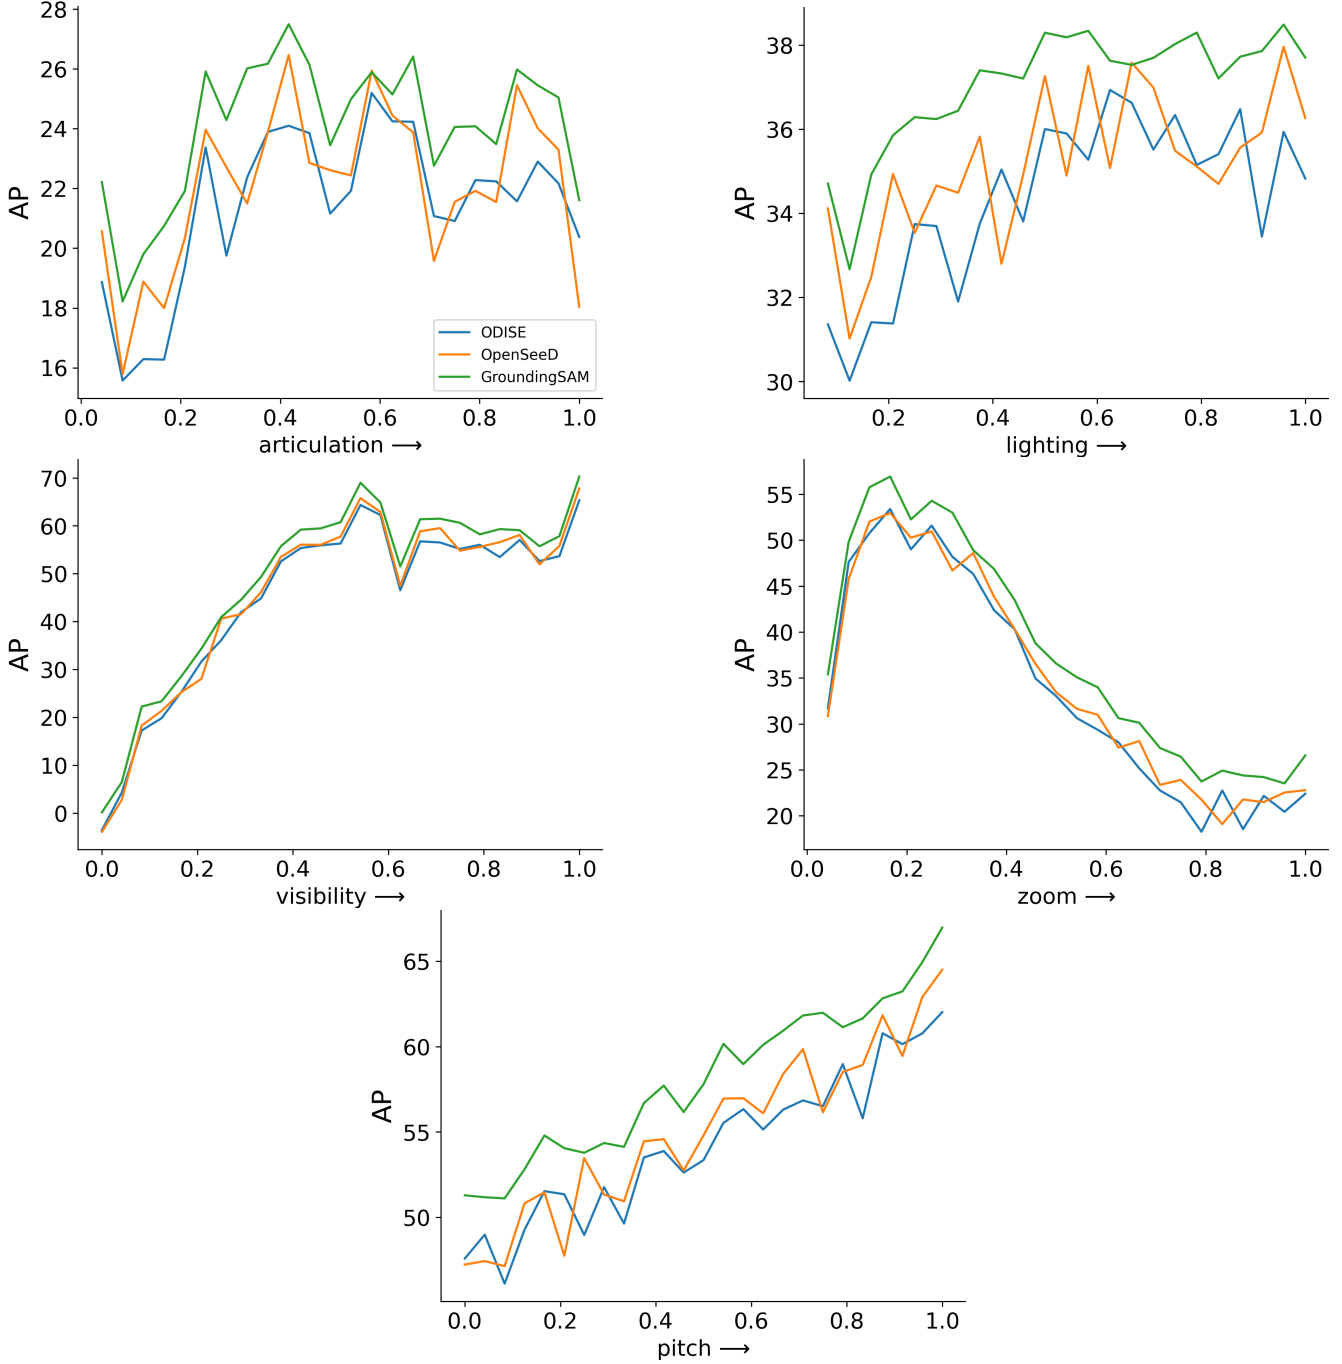 28
26
24
22
20
18
16
AP
0.0 0.2 0.4 0.6 0.8 1.0
articulation →
ODISE
OpenSeeD
GroundingSAM
38
36
34
32
30
AP
0.2 0.4 0.6 0.8 1.0
lighting →
70
60
50
40
30
20
10
0
AP
0.0 0.2 0.4 0.6 0.8 1.0
visibility →
55
50
45
40
35
30
25
20
AP
0.0 0.2 0.4 0.6 0.8 1.0
zoom →
65
60
55
50
AP
0.0 0.2 0.4 0.6 0.8 1.0
pitch →